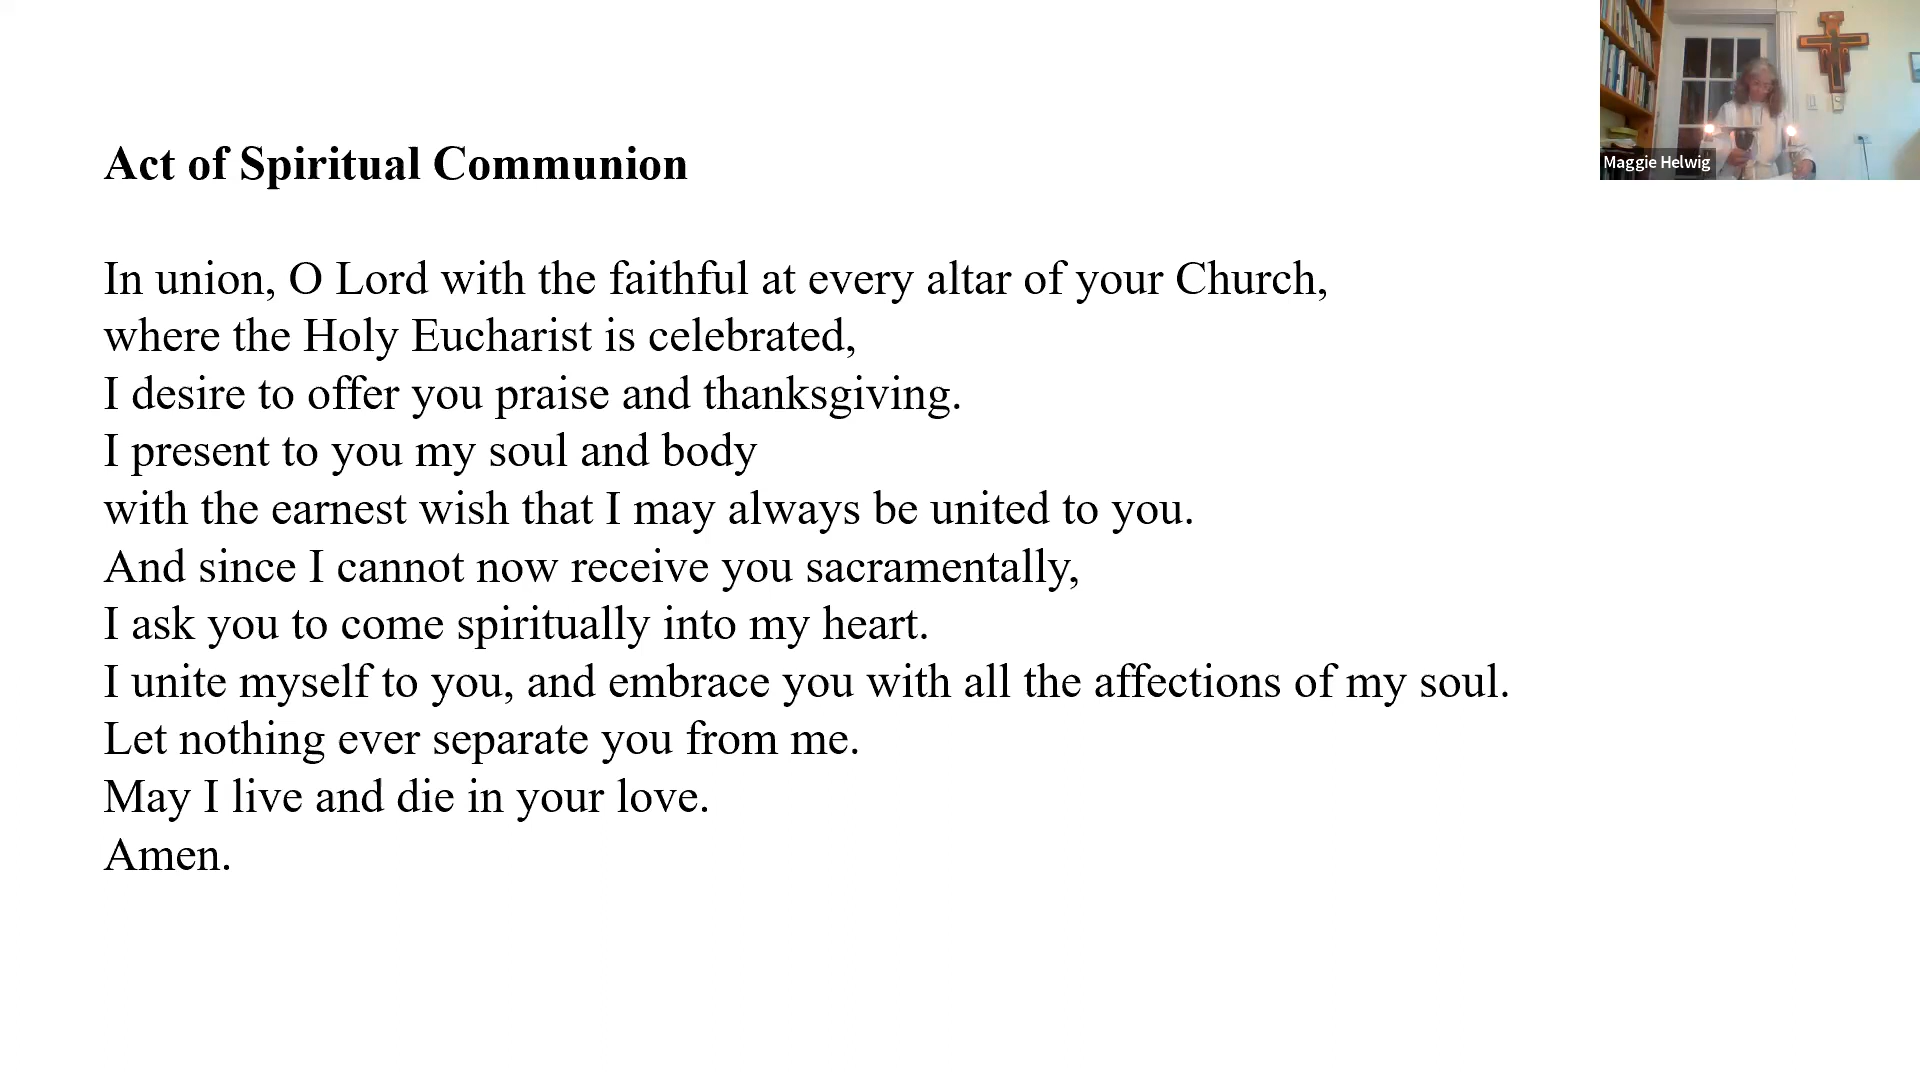 Act of Spiritual Communion
In union, O Lord with the faithful at every altar of your Church,
where the Holy Eucharist is celebrated,
I desire to offer you praise and thanksgiving.
I present to you my soul and body
with the earnest wish that I may always be united to you.
And since I cannot now receive you sacramentally,
I ask you to come spiritually into my heart.
I unite myself to you, and embrace you with all the affections of my soul.
Let nothing ever separate you from me.
May I live and die in your love.
Amen.
Maggie Helwig